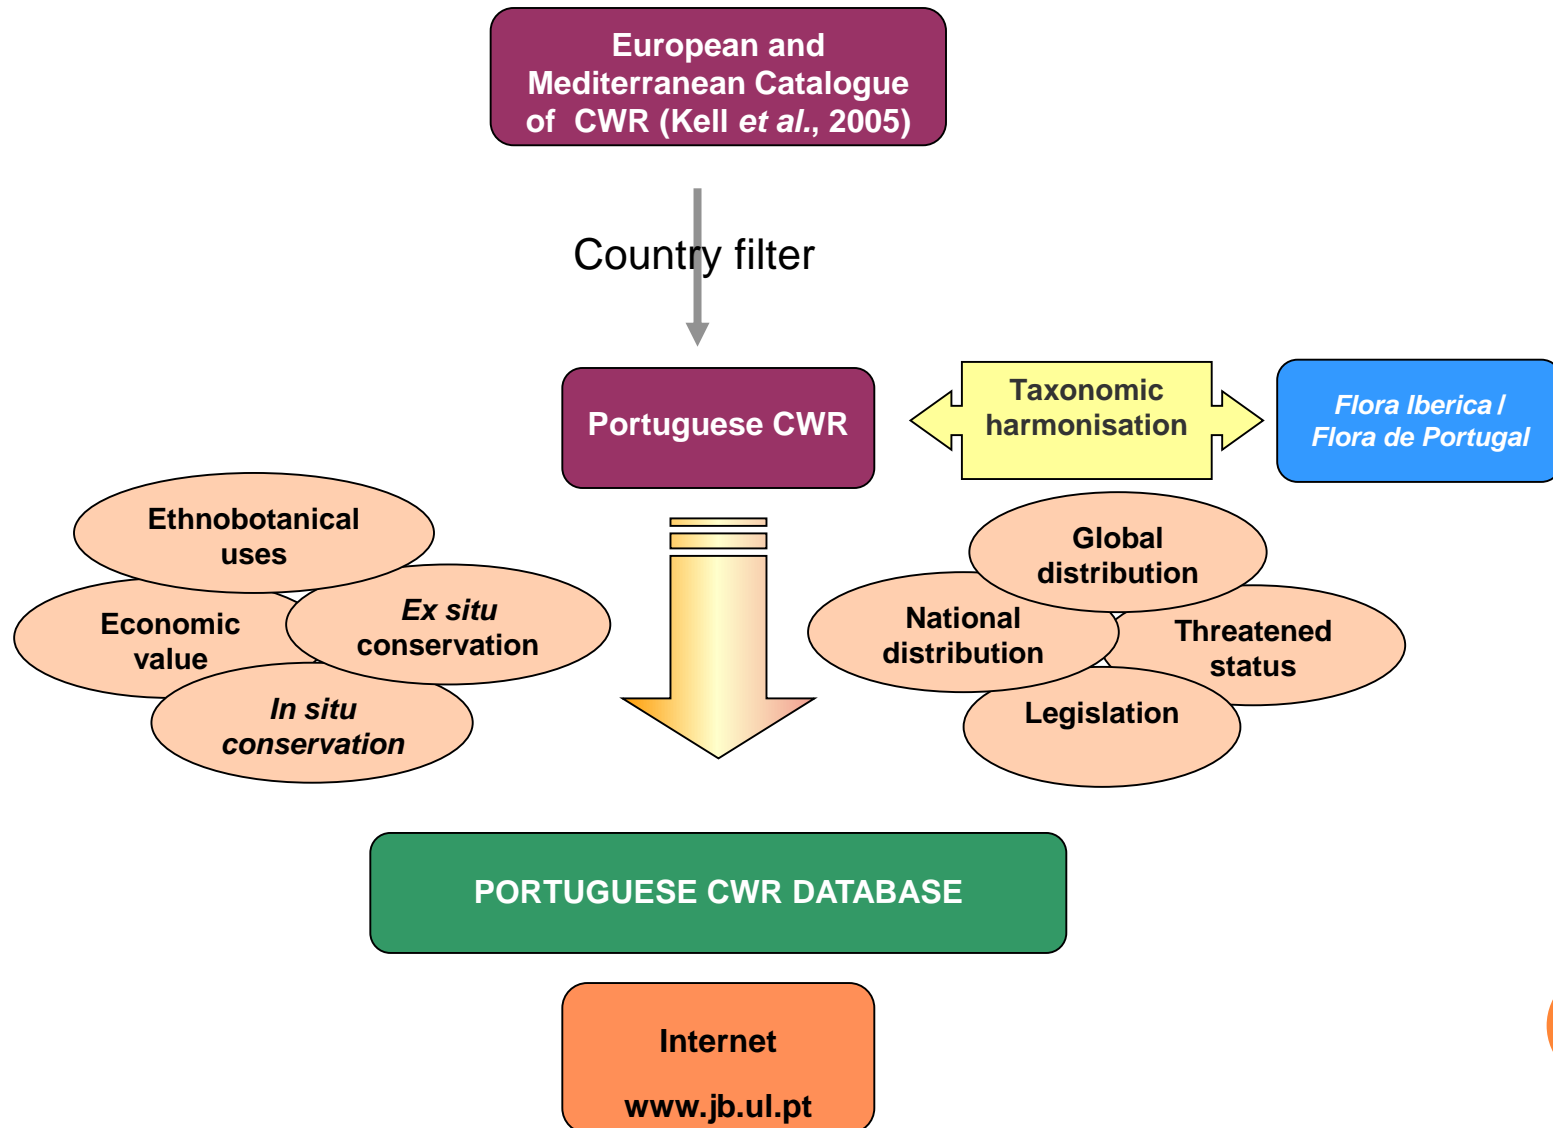 European and
Mediterranean Catalogue
of CWR (Kell et al., 2005)
Country filter
Portuguese CWR
Taxonomic
harmonisation
Flora Iberica /
Flora de Portugal
Ethnobotanical
uses
Economic
value
Ex situ
conservation
In situ
conservation
Global
distribution
National
distribution
Threatened
status
Legislation
PORTUGUESE CWR DATABASE
Internet
www.jb.ul.pt